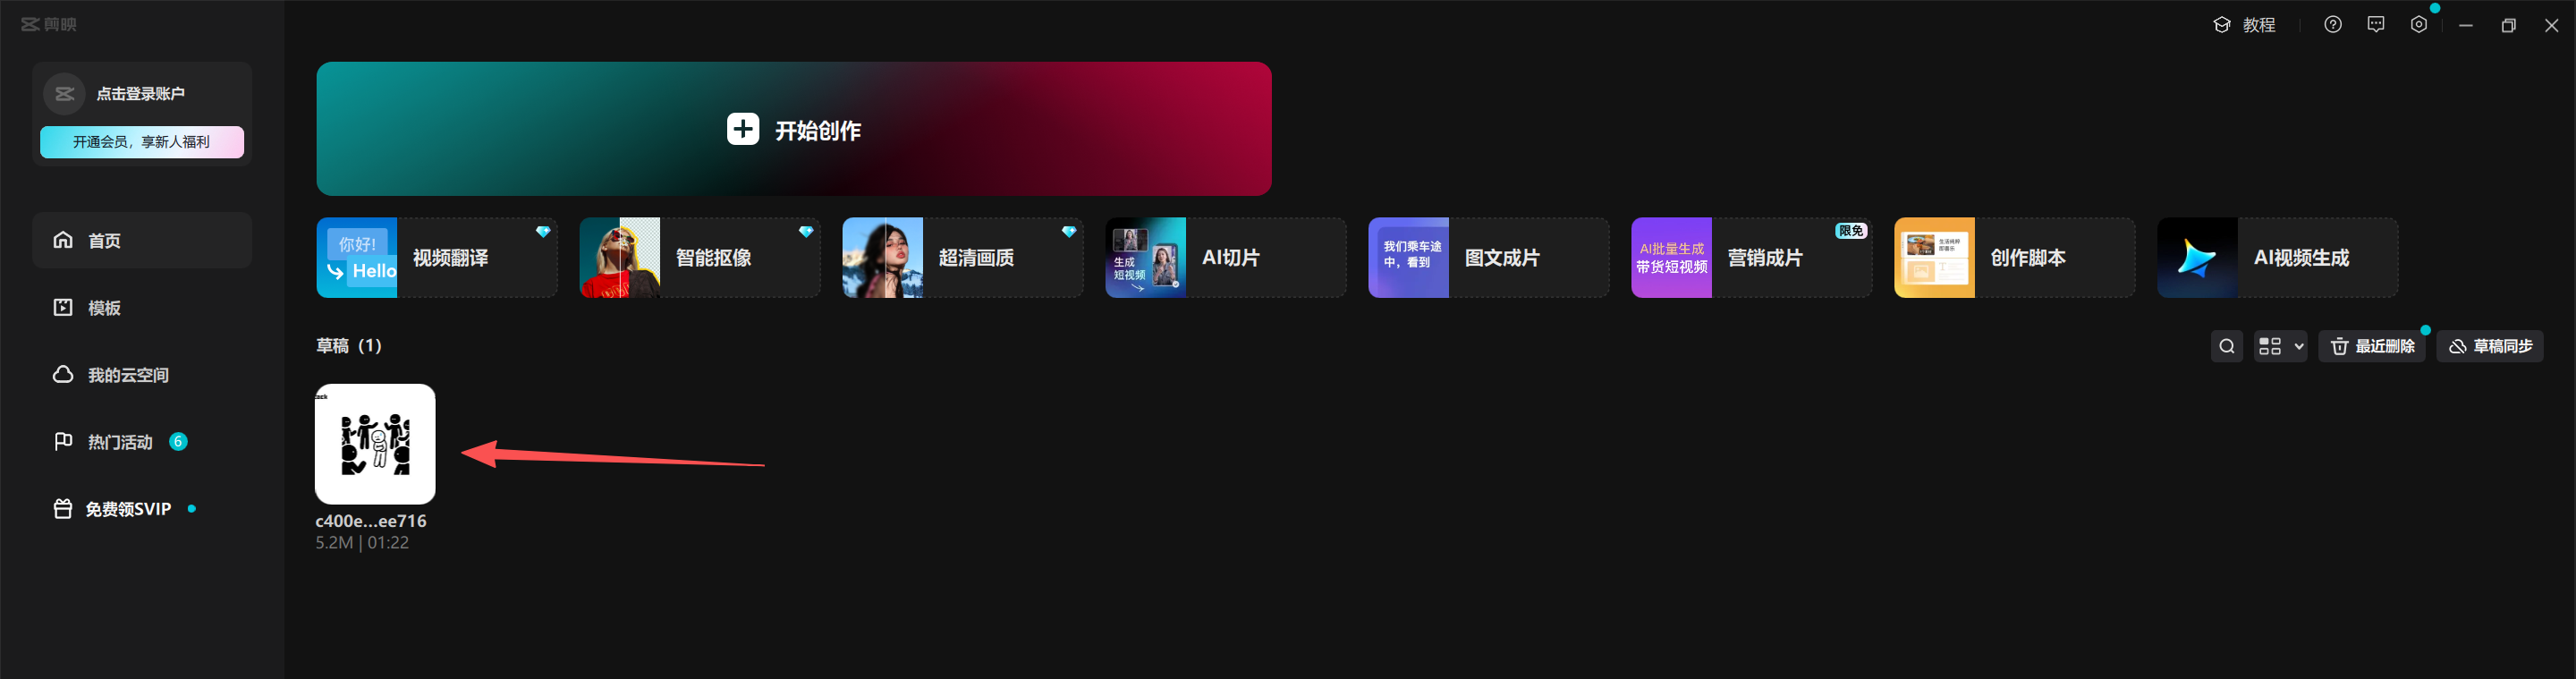 剪映
教程
点击登录账户
开通会员，享新人福利
开始创作
首页
模板
我的云空间
热门活动 6
免费领SVIP
你好!
Hello
视频翻译
智能抠像
超清画质
生成
短视频
AI切片
我们乘车途
中，看到
图文成片
AI批量生成
带货短视频
营销成片
限免
创作脚本
AI视频生成
草稿（1）
最近删除
草稿同步
c400e...ee716
5.2M | 01:22